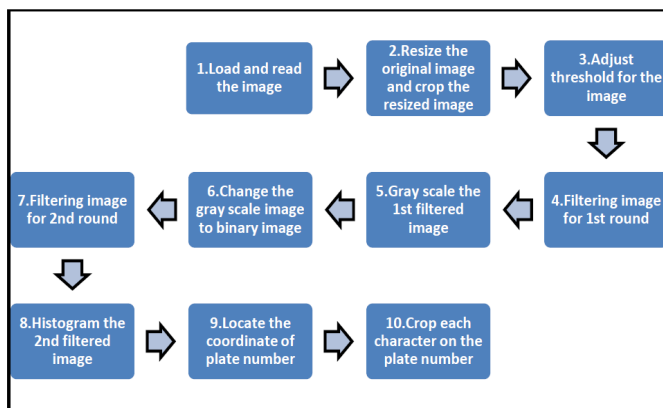 1.Load and read
the image
2.Resize the
original image
and crop the
resized image
3.Adjust
threshold for the
image
4.Filtering image
for 1st round
5.Gray scale the
1st filtered
image
6.Change the
gray scale image
to binary image
7.Filtering image
for 2nd round
8.Histogram the
2nd filtered
image
9.Locate the
coordinate of
plate number
10.Crop each
character on the
plate number